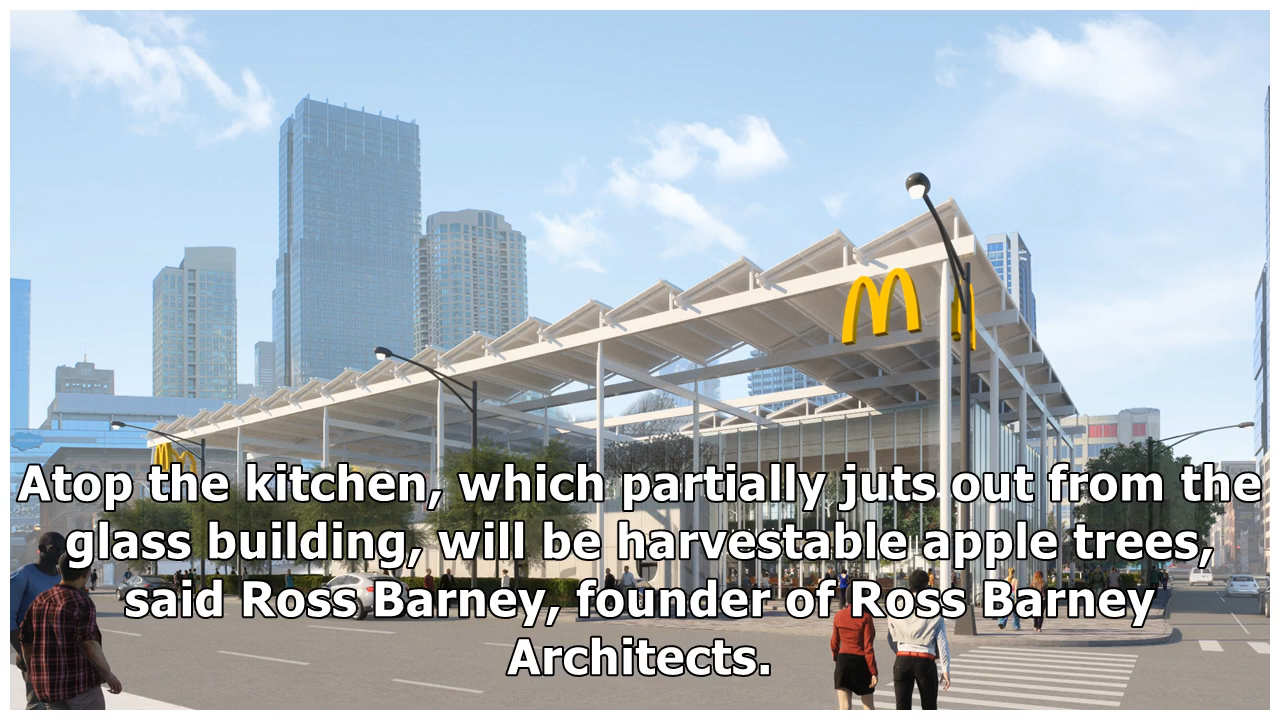 Atop the kitchen, which partially juts out from the
glass building, will be harvestable apple trees,
said Ross Barney, founder of Ross Barney
Architects.